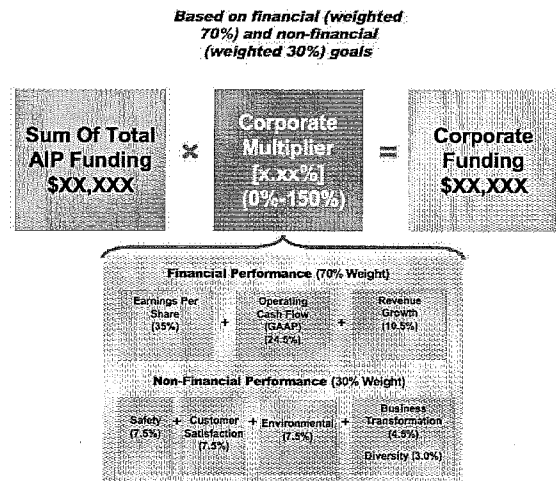 Based on financial (weighted
70%) and non-financial
(weighted 30%) goals
Sum Of Total
AIP Funding
$XX,XXX
×
Corporate
Multiplier
[x.xx%]
(0%-150%)
=
Corporate
Funding
$XX,XXX
Financial Performance (70% Weight)
Earnings Per
Share
(35%)
+
Operating
Cash Flow
(GAAP)
(24.5%)
+
Revenue
Growth
(10.5%)
Non-Financial Performance (30% Weight)
Safety
(7.5%)
+
Customer
Satisfaction
(7.5%)
+
Environmental
(7.5%)
+
Business
Transformation
(4.5%)
Diversity (3.0%)